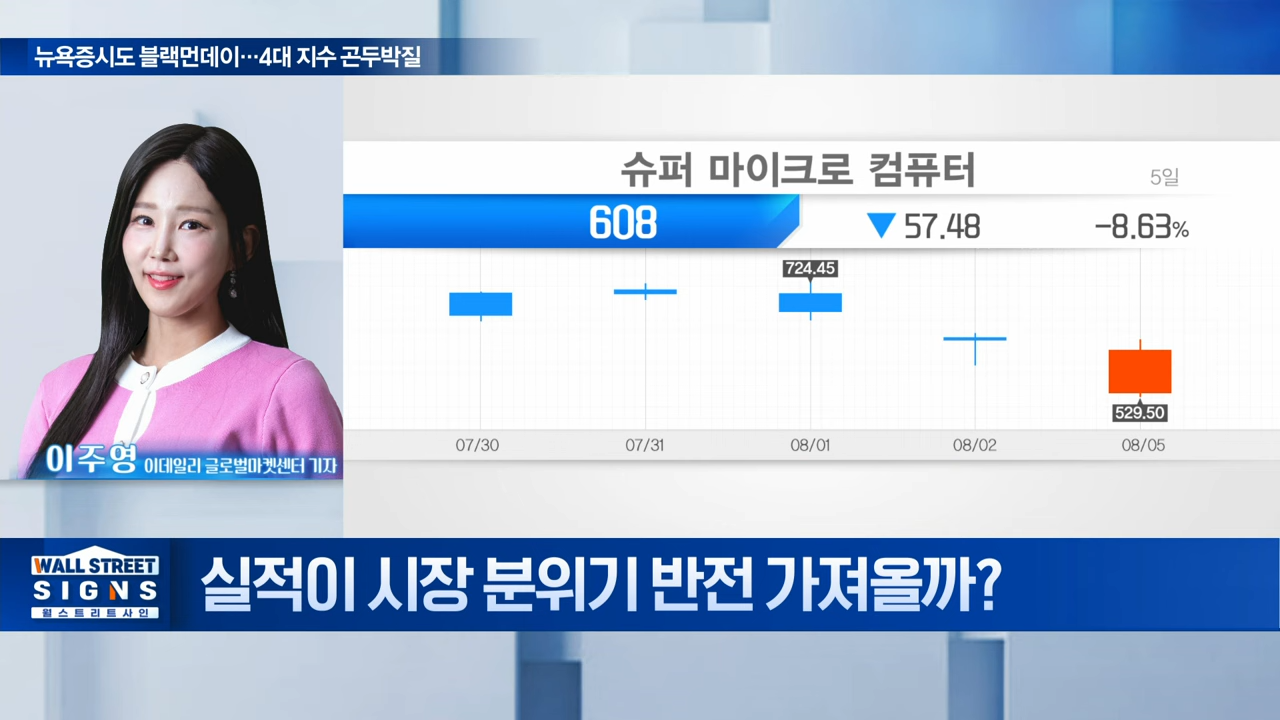 뉴욕증시도 블랙먼데이…4대 지수 곤두박질
슈퍼 마이크로 컴퓨터
5일
608
▼ 57.48
-8.63%
724.45
529.50
07/30
07/31
08/01
08/02
08/05
이주영 이데일리 글로벌마켓센터 기자
WALL STREET
SIGNS
월스트리트사인
실적이 시장 분위기 반전 가져올까?